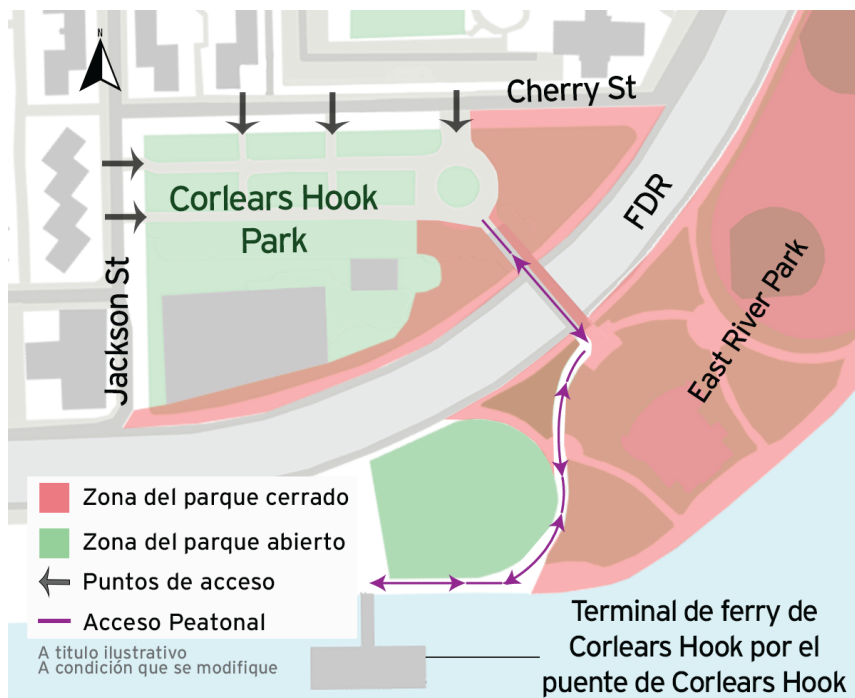 N
Cherry St
Corlears Hook
Park
FDR
Jackson St
East River Park
Zona del parque cerrado
Zona del parque abierto
Puntos de acceso
Acceso Peatonal
A titulo ilustrativo
A condición que se modifique
Terminal de ferry de
Corlears Hook por el
puente de Corlears Hook